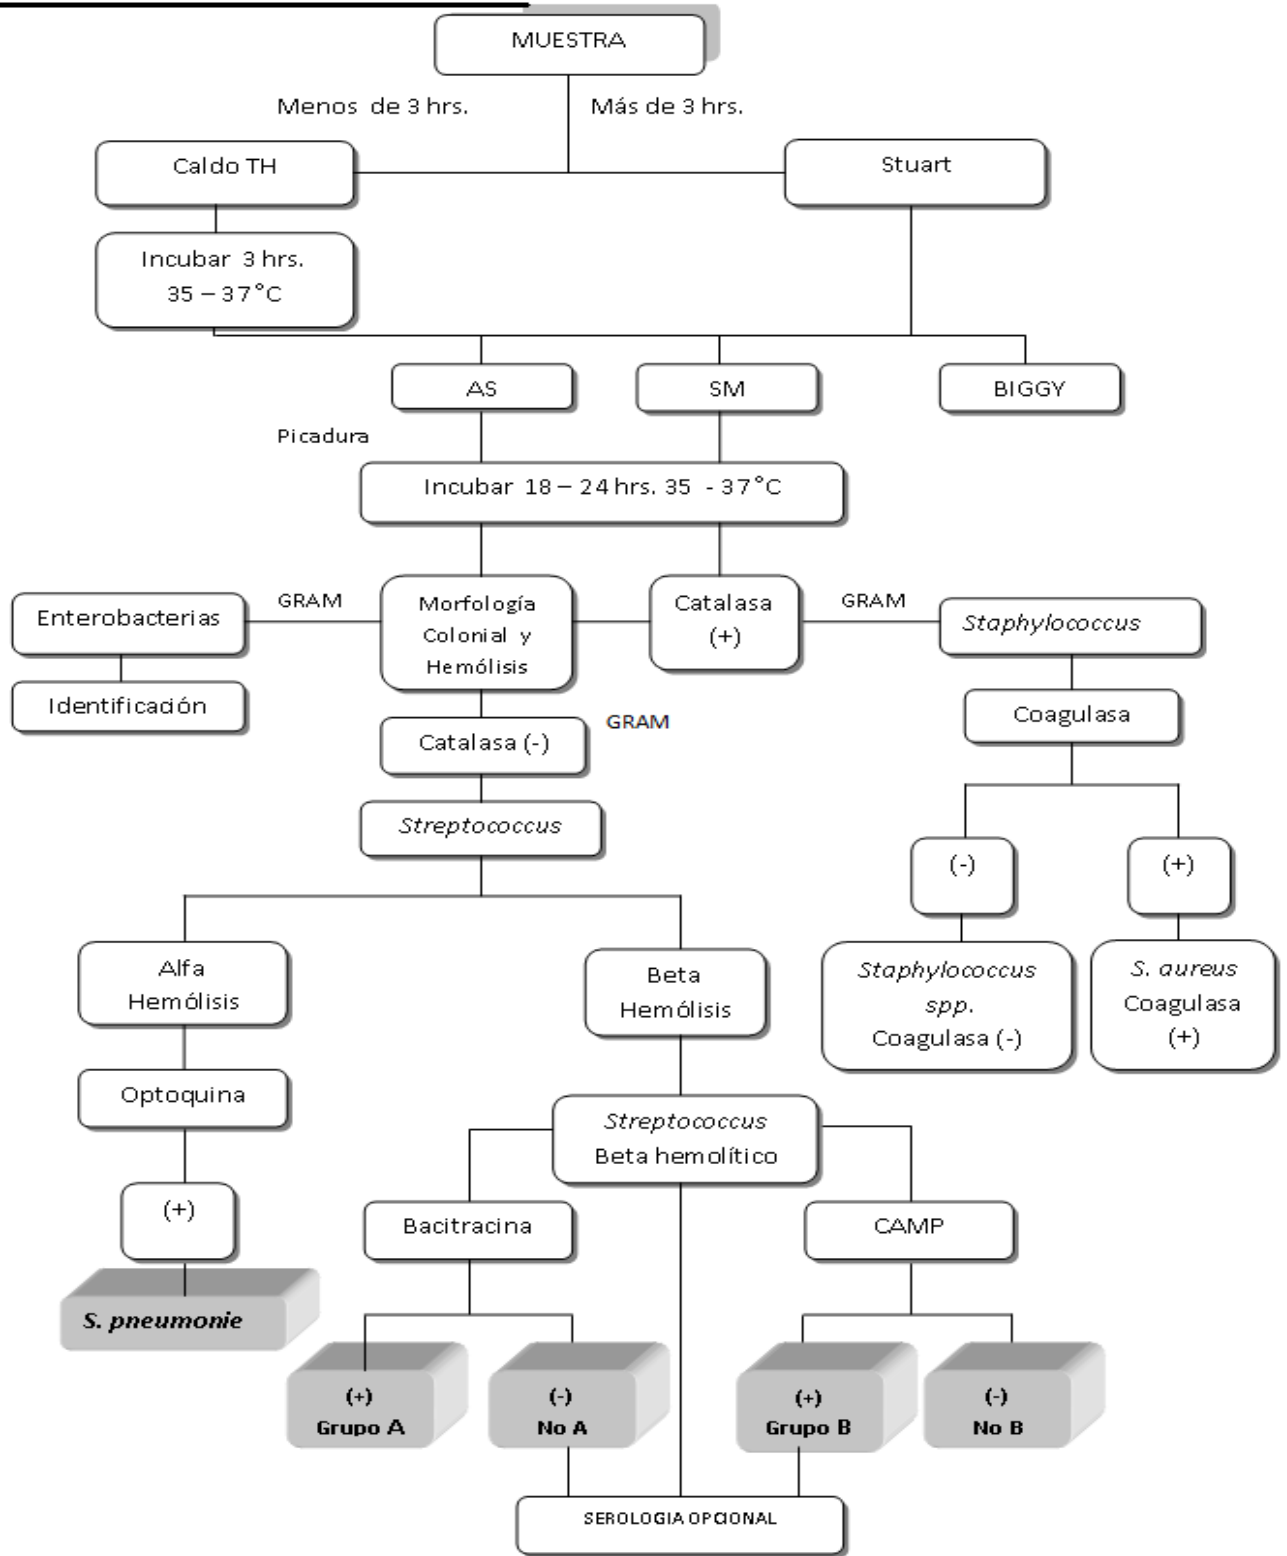 MUESTRA
Menos de 3 hrs.
Más de 3 hrs.
Caldo TH
Stuart
Incubar 3 hrs.
35 – 37°C
AS
SM
BIGGY
Picadura
Incubar 18 – 24 hrs. 35 - 37°C
Enterobacterias
GRAM
Morfología
Colonial y
Hemólisis
Catalasa
(+)
GRAM
Staphylococcus
Identificación
Catalasa (-)
GRAM
Coagulasa
Streptococcus
(-)
(+)
Alfa
Hemólisis
Beta
Hemólisis
Staphylococcus
spp.
Coagulasa (-)
S. aureus
Coagulasa
(+)
Optoquina
Streptococcus
Beta hemolítico
(+)
Bacitracina
CAMP
S. pneumonie
(+)
Grupo A
(-)
No A
(+)
Grupo B
(-)
No B
SEROLOGIA OPCIONAL